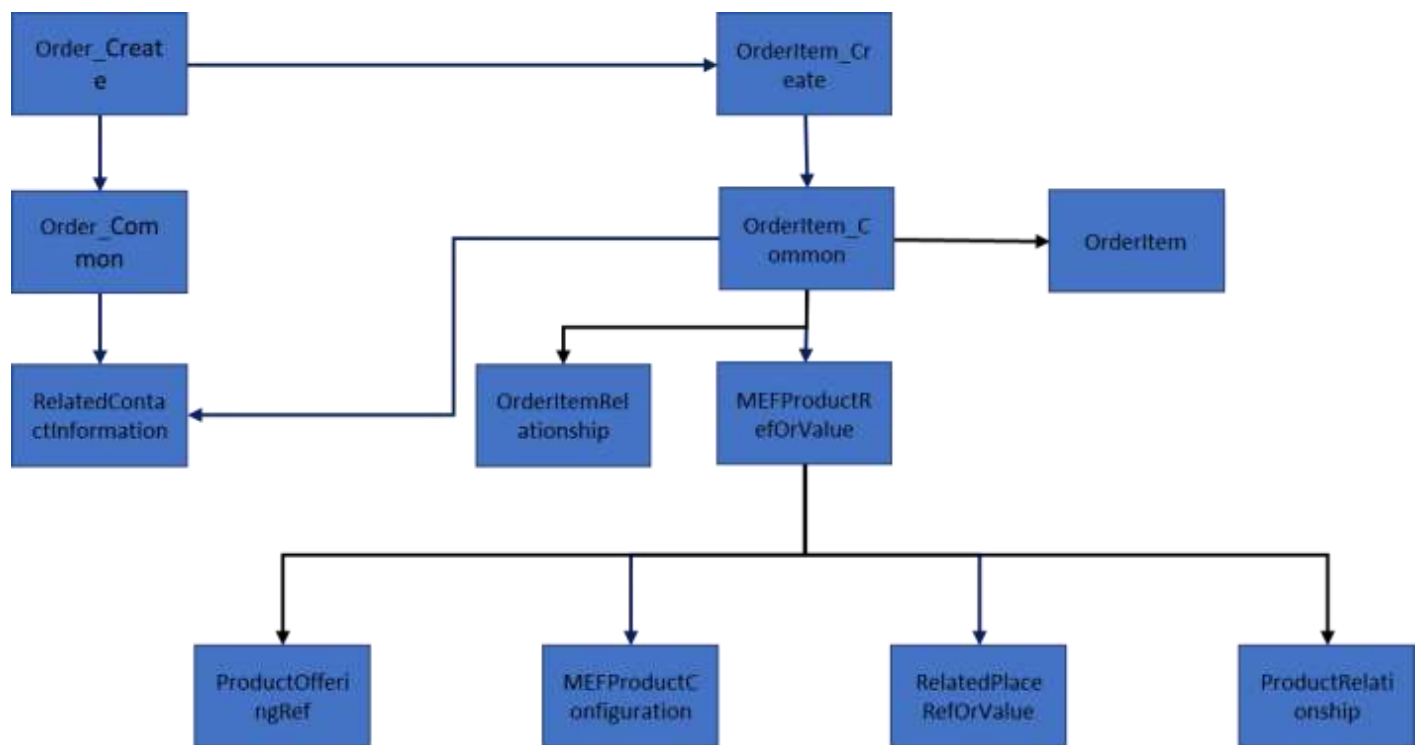 Order_Creat
e
OrderItem_Cr
eate
Order_Com
mon
OrderItem_C
ommon
OrderItem
RelatedConta
ctInformation
OrderItemRel
ationship
MEFProductR
efOrValue
ProductOfferi
ngRef
MEFProductC
onfiguration
RelatedPlace
RefOrValue
ProductRelati
onship